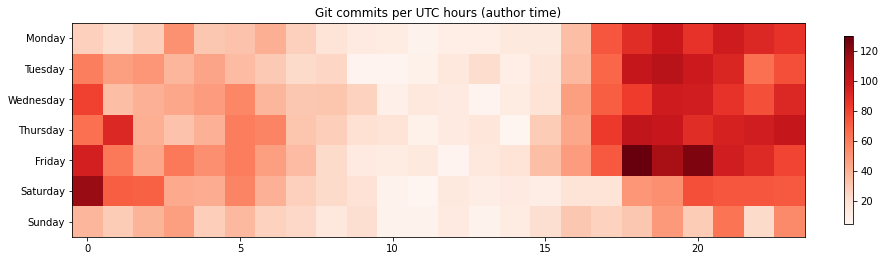 Git commits per UTC hours (author time)
Monday
Tuesday
Wednesday
Thursday
Friday
Saturday
Sunday
0 5 10 15 20
120
100
80
60
40
20